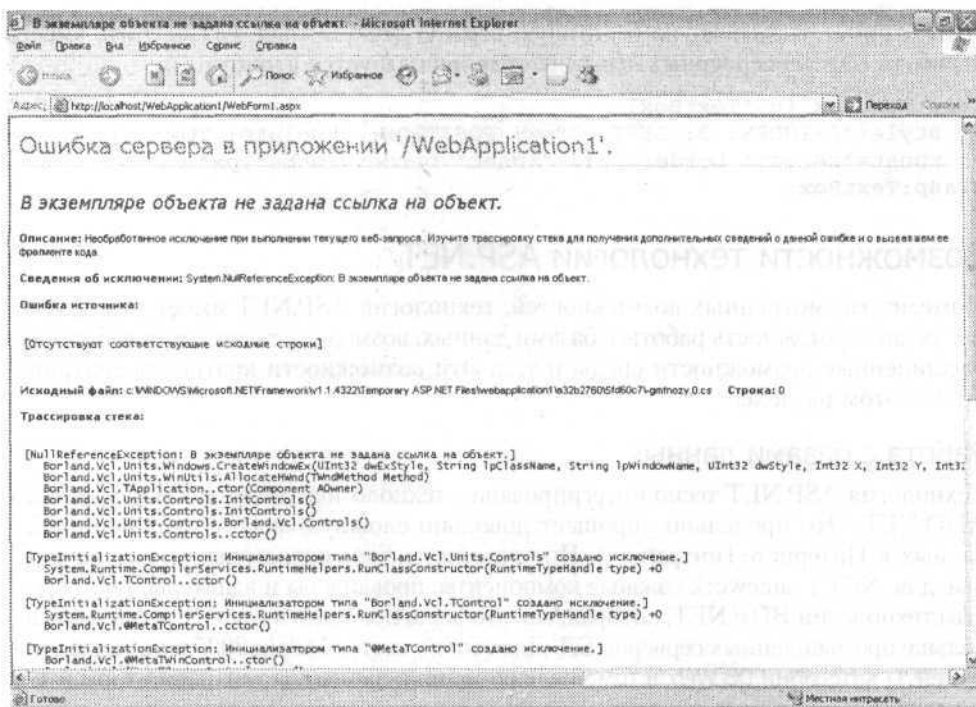 В экземпляре объекта не задана ссылка на объект. - Microsoft Internet Explorer
Файл Правка Вид Избранное Сервис Справка
Поиск Избранное
Адрес: http://localhost/WebApplication1/WebForm1.aspx Переход Ссылки
Ошибка сервера в приложении '/WebApplication1'.
В экземпляре объекта не задана ссылка на объект.
Описание: Необработанное исключение при выполнении текущего веб-запроса. Изучите трассировку стека для получения дополнительных сведений о данной ошибке и о вызвавшем ее
фрагменте кода.
Сведения об исключении: System.NullReferenceException: В экземпляре объекта не задана ссылка на объект.
Ошибка источника:
[Отсутствуют соответствующие исходные строки]
Исходный файл: c:\WINDOWS\Microsoft.NET\Framework\v1.1.4322\Temporary ASP.NET Files\webapplication1\ Строка: 0
Трассировка стека:
[NullReferenceException: В экземпляре объекта не задана ссылка на объект.]
Borland.Vcl.Units.Windows.CreateWindowEx(UInt32 dwExStyle, String lpClassName, String lpWindowName, UInt32 dwStyle, Int32 X, Int32 Y, Int32
Borland.Vcl.Units.WinUtils.AllocateHWnd(TWndMethod Method)
Borland.Vcl.TApplication..ctor(Component AOwner)
Borland.Vcl.Units.Controls.InitControls()
Borland.Vcl.Units.Controls.InitControls()
Borland.Vcl.Units.Controls.Borland.Vcl.Controls()
Borland.Vcl.Units.Controls..cctor()
[TypeInitializationException: Инициализатором типа "Borland.Vcl.Units.Controls" создано исключение.]
System.Runtime.CompilerServices.RuntimeHelpers.RunClassConstructor(RuntimeTypeHandle type) +0
Borland.Vcl.TControl..cctor()
[TypeInitializationException: Инициализатором типа "Borland.Vcl.TControl" создано исключение.]
System.Runtime.CompilerServices.RuntimeHelpers.RunClassConstructor(RuntimeTypeHandle type) +0
Borland.Vcl.@MetaTControl..cctor()
[TypeInitializationException: Инициализатором типа "@MetaTControl" создано исключение.]
Borland.Vcl.@MetaTWinControl..ctor()
Готово Местная интрасеть